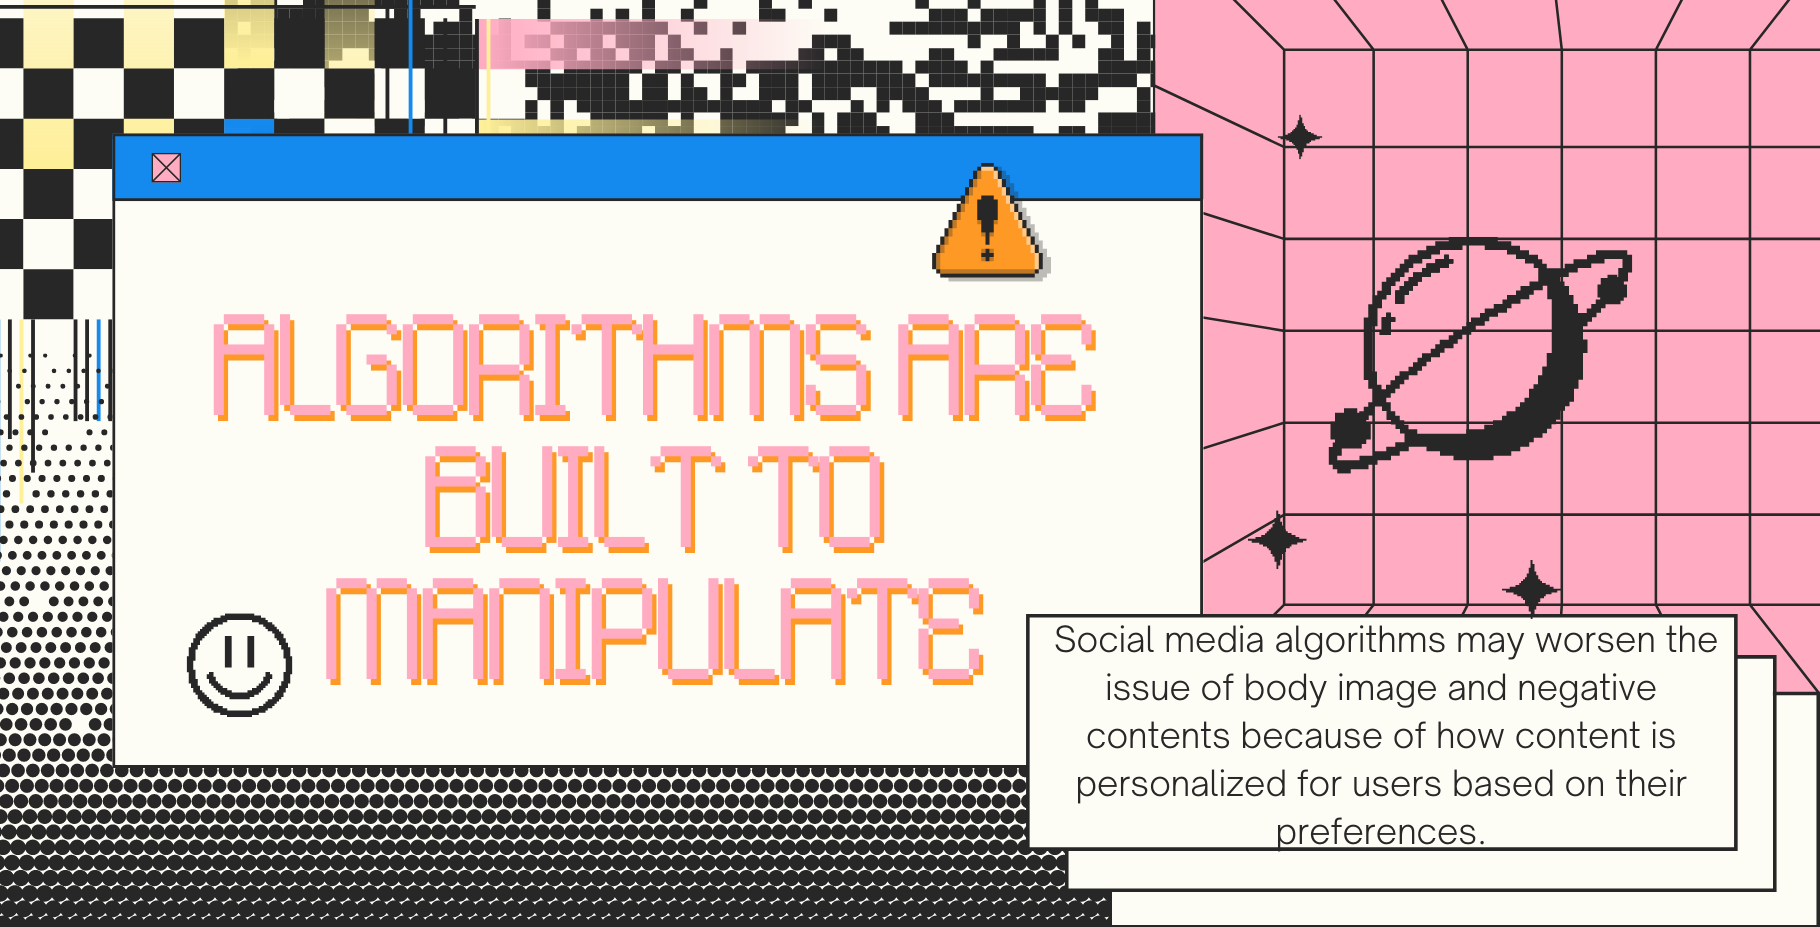 ALGORITHMS ARE
BUILT TO
MANIPULATE
Social media algorithms may worsen the
issue of body image and negative
contents because of how content is
personalized for users based on their
preferences.